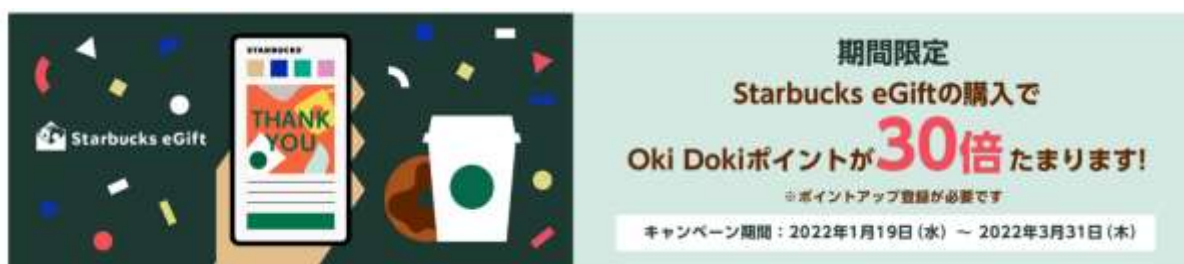 Starbucks eGift
STARBUCKS
THANK
YOU
期間限定
Starbucks eGiftの購入で
Oki Dokiポイントが30倍たまります!
※ポイントアップ登録が必要です
キャンペーン期間：2022年1月19日(水) ～ 2022年3月31日(木)